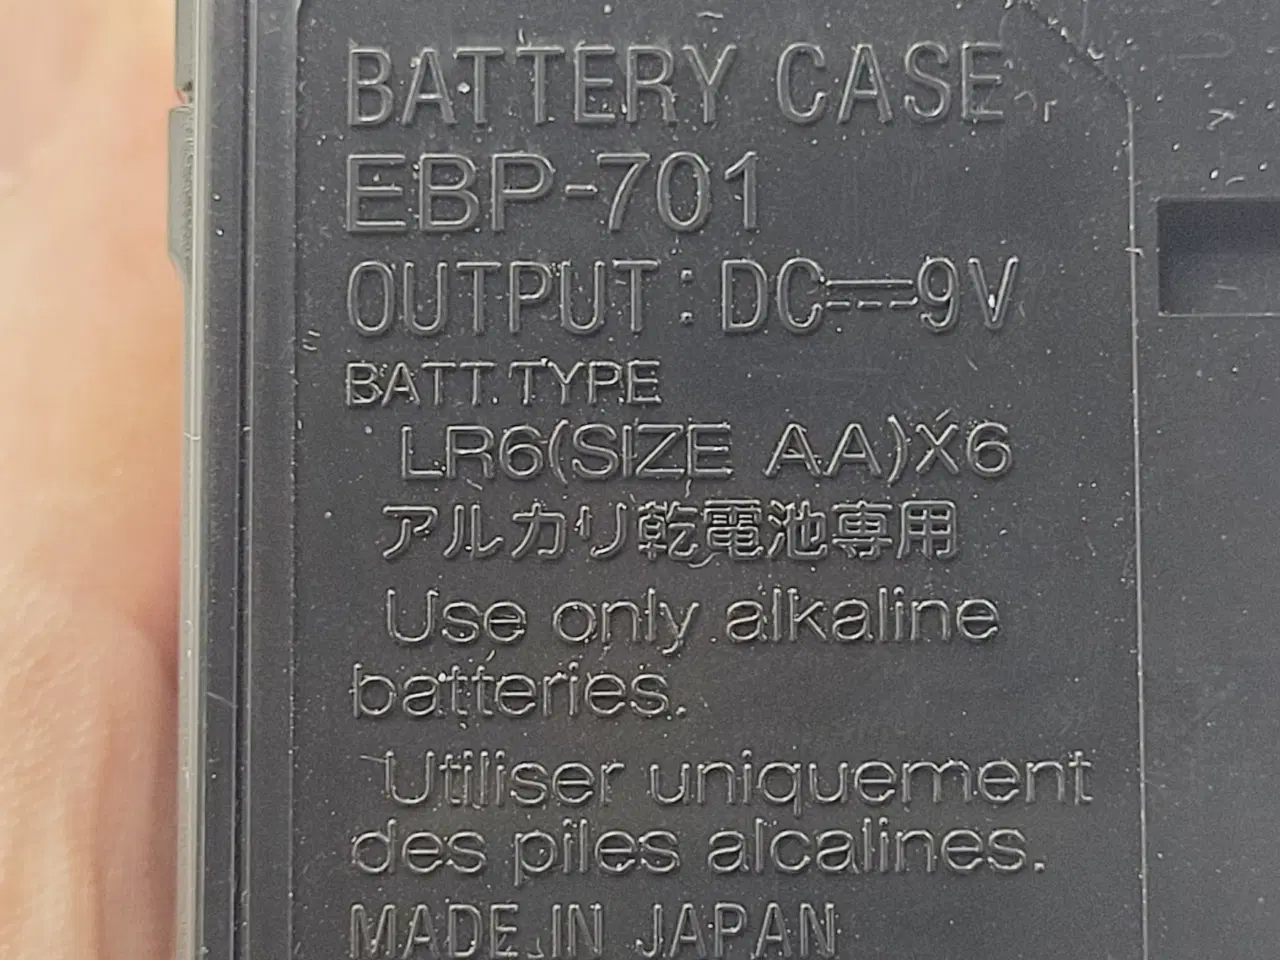 BATTERY CASE
EBP-701
OUTPUT : DC⎓9V
BATT.TYPE
LR6(SIZE AA)X6
アルカリ乾電池専用
Use only alkaline
batteries.
Utiliser uniquement
des piles alcalines.
MADE IN JAPAN